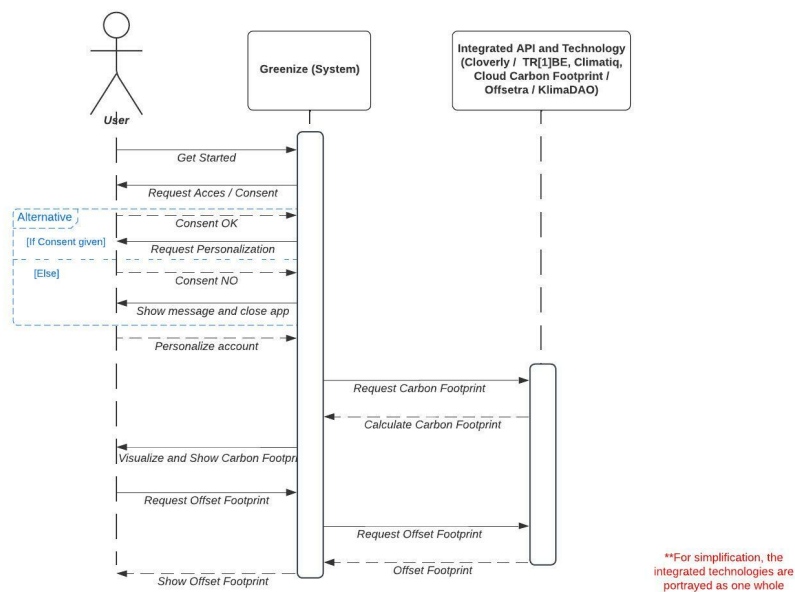 User
Greenize (System)
Integrated API and Technology
(Cloverly / TR[1]BE, Climatiq,
Cloud Carbon Footprint /
Offsetra / KlimaDAO)
Get Started
Request Acces / Consent
Alternative
Consent OK
[If Consent given]
Request Personalization
[Else]
Consent NO
Show message and close app
Personalize account
Request Carbon Footprint
Calculate Carbon Footprint
Visualize and Show Carbon Footpri
Request Offset Footprint
Request Offset Footprint
Offset Footprint
Show Offset Footprint
**For simplification, the
integrated technologies are
portrayed as one whole